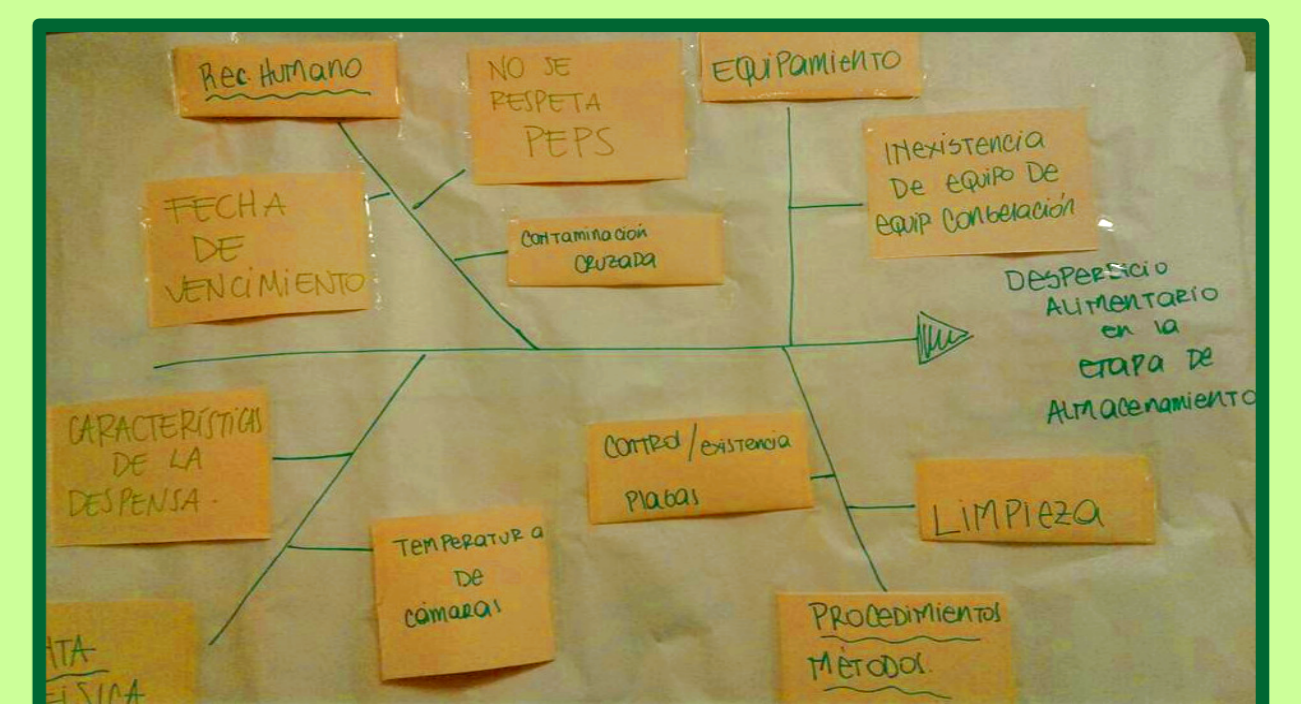 Rec. Humano
NO SE
RESPETA
PEPS
EQUIPamiento
FECHA
DE
VENCIMIENTO
Contaminación
CRUZADA
INexistencia
De equipo De
equip Congelación
DESPERDICIO
ALIMENTARIO
en la
etapa De
Almacenamiento
CARACTERÍSTICAS
DE LA
DESPENSA.
TEMPERATURA
De
cámaras
CONTROL/existencia
Plagas
LIMPIEZA
PROCEDIMIENTOS
MÉTODOS.